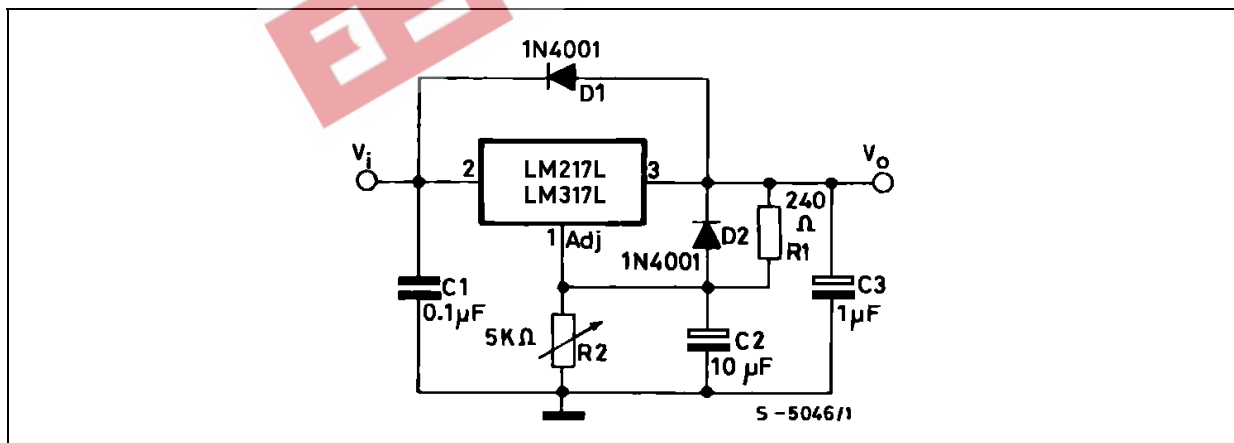 1N4001
D1
Vi
2
LM217L
LM317L
3
Vo
1
Adj
240
Ω
R1
D2
1N4001
C1
0.1µF
5KΩ
R2
C2
10 µF
C3
1µF
S-5046/1